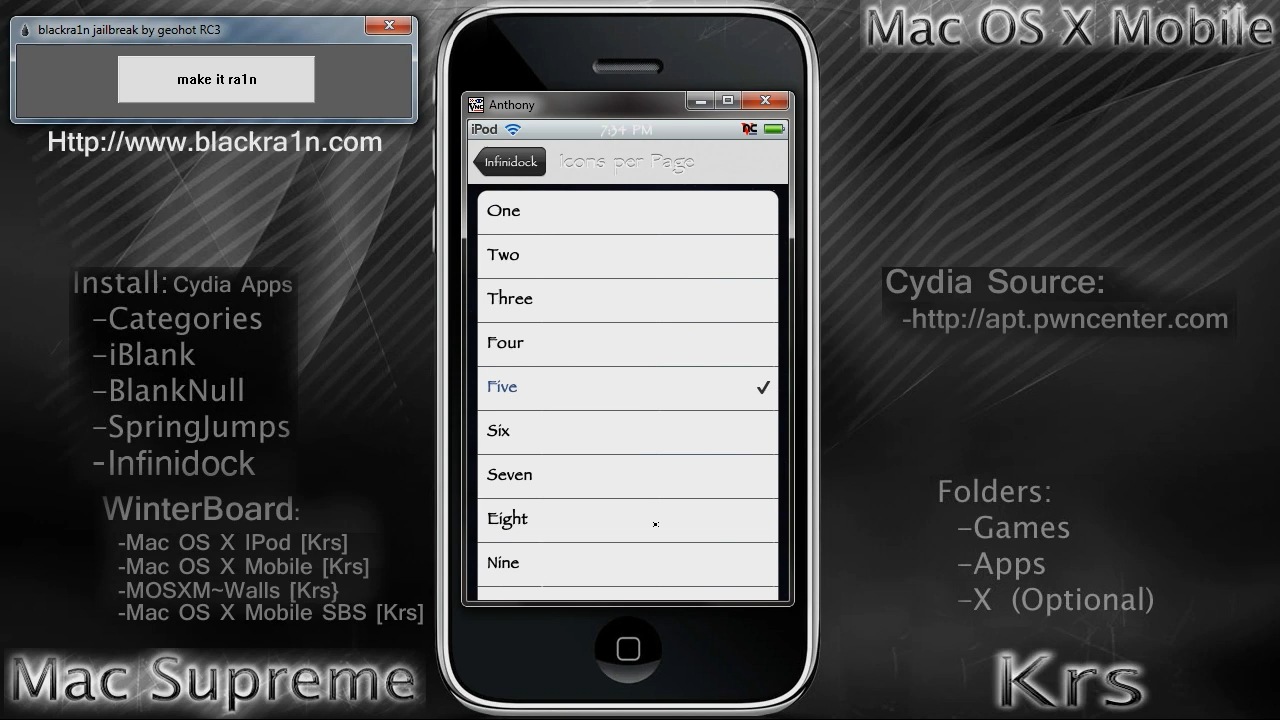 blackra1n jailbreak by geohot RC3
make it ra1n
Http://www.blackra1n.com
Mac OS X Mobile
Anthony
iPod 7:34 PM
Infinidock Icons per Page
One
Two
Three
Four
Five
Six
Seven
Eight
Nine
Install: Cydia Apps
-Categories
-iBlank
-BlankNull
-SpringJumps
-Infinidock
WinterBoard:
-Mac OS X IPod [Krs]
-Mac OS X Mobile [Krs]
-MOSXM~Walls [Krs}
-Mac OS X Mobile SBS [Krs]
Cydia Source:
-http://apt.pwncenter.com
Folders:
-Games
-Apps
-X (Optional)
Mac Supreme
Krs